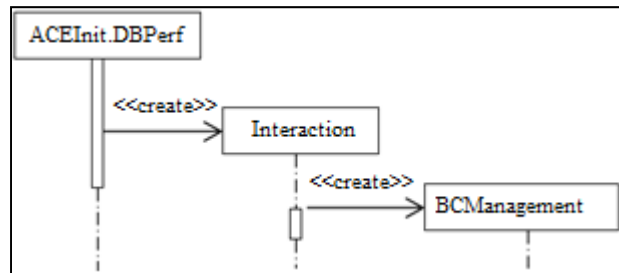 ACEInit.DBPerf
<<create>>
Interaction
<<create>>
BCManagement